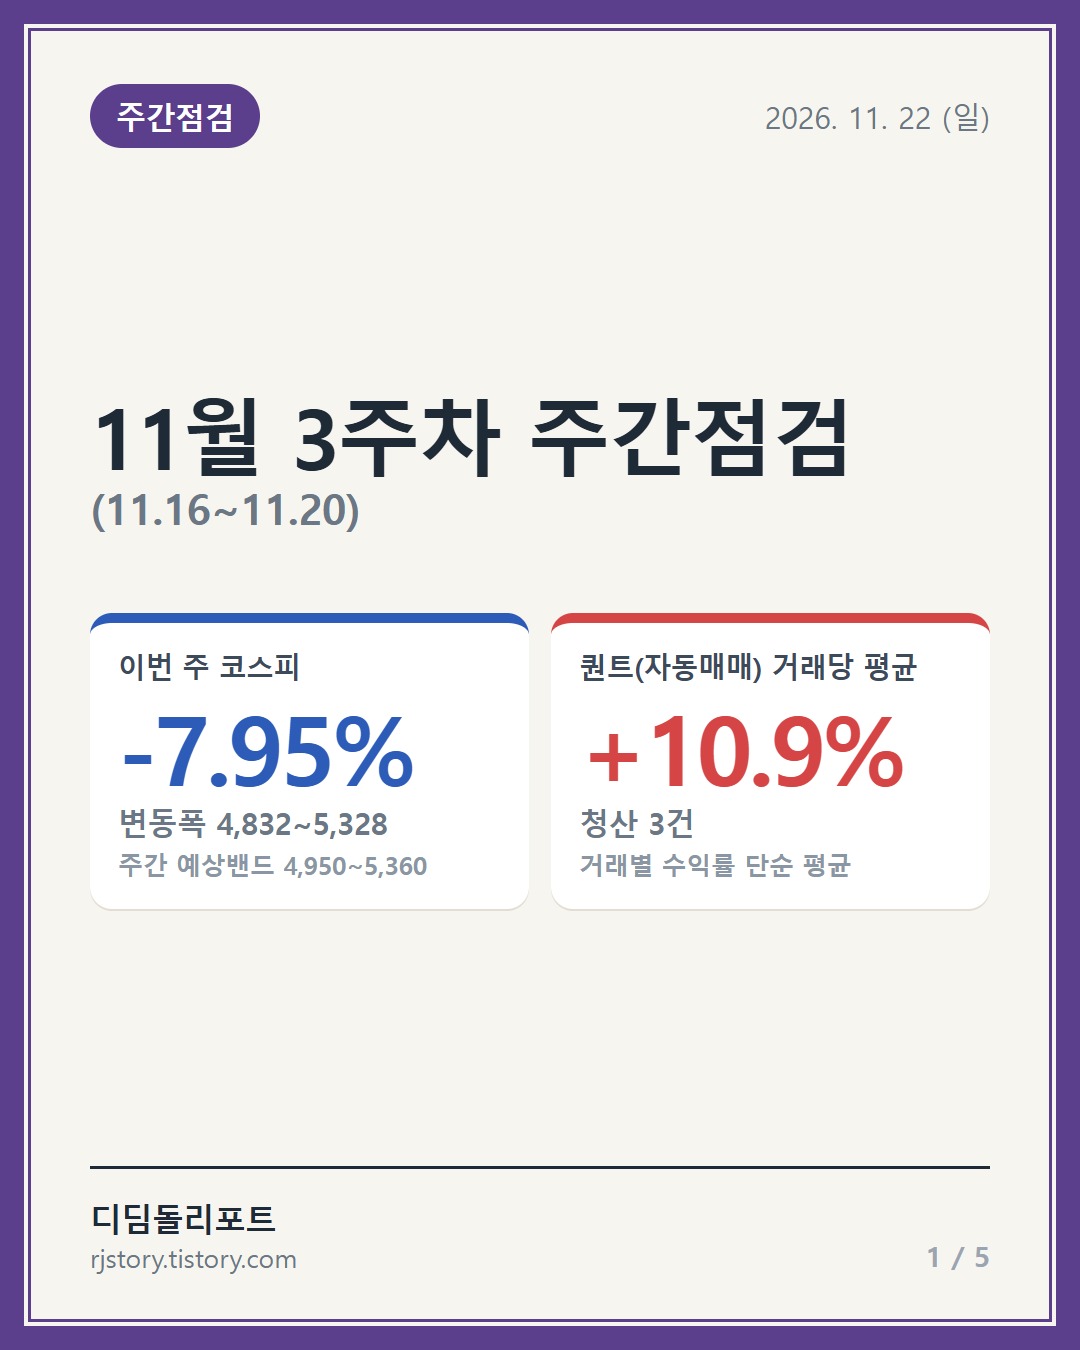 주간점검
2026. 11. 22 (일)
11월 3주차 주간점검
(11.16~11.20)
이번 주 코스피
-7.95%
변동폭 4,832~5,328
주간 예상밴드 4,950~5,360
퀀트(자동매매) 거래당 평균
+10.9%
청산 3건
거래별 수익률 단순 평균
디딤돌리포트
rjstory.tistory.com
1 / 5